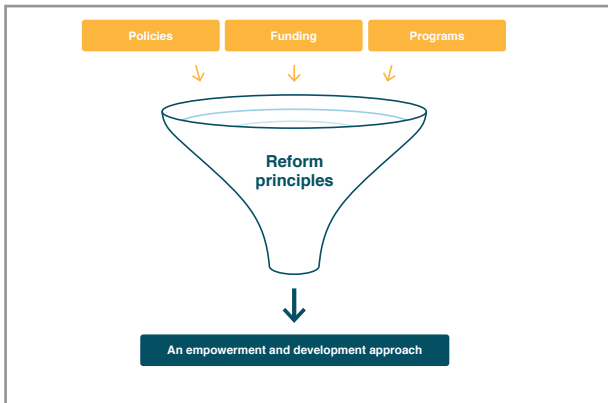 Policies
Funding
Programs
Reform
principles
An empowerment and development approach